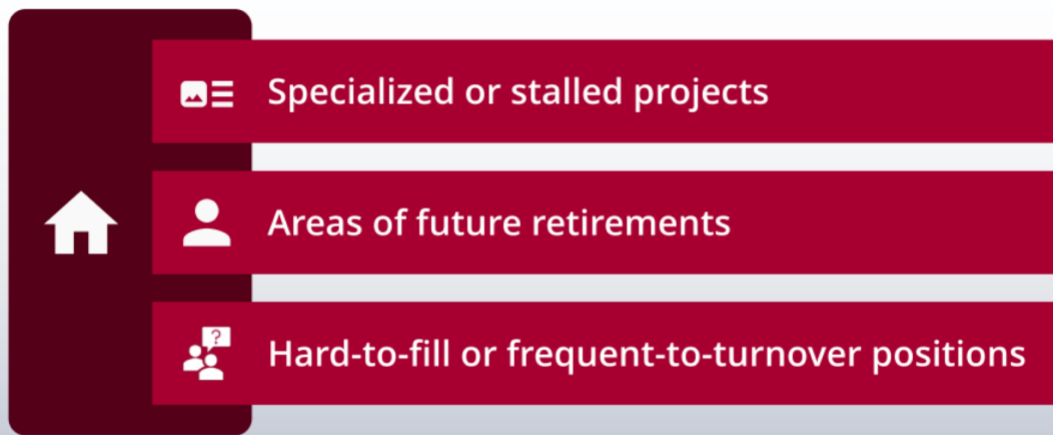 Specialized or stalled projects
Areas of future retirements
?
Hard-to-fill or frequent-to-turnover positions